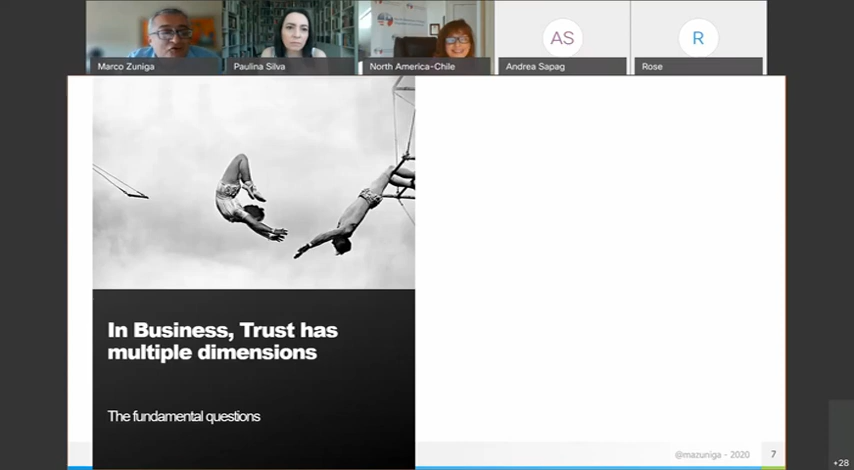 Marco Zuniga
Paulina Silva
North America-Chile
AS
Andrea Sapag
R
Rose
In Business, Trust has
multiple dimensions
The fundamental questions
@mazuniga - 2020
7
+28